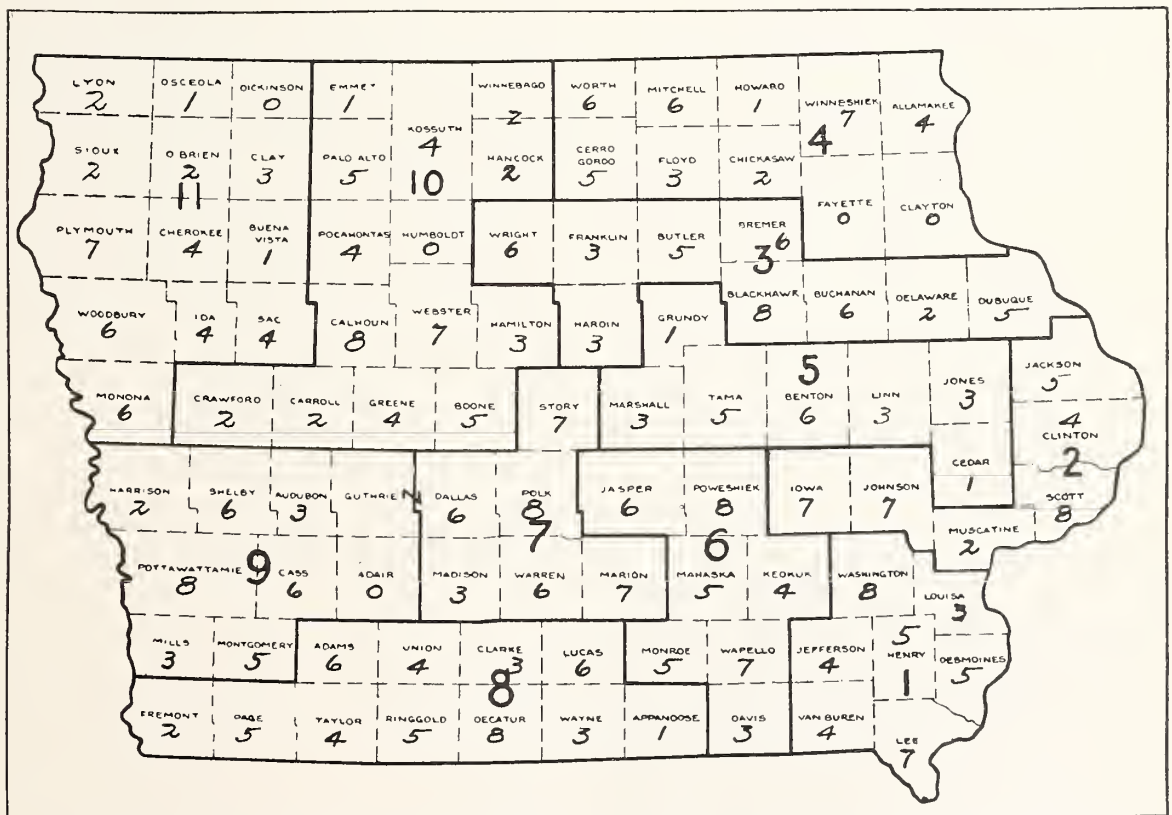 LYON 2
OSCEOLA 1
DICKINSON 0
EMMET 1
KOSSUTH 4
WINNEBAGO 2
WORTH 6
MITCHELL 6
HOWARD 1
WINNESHIEK 7
ALLAMAKEE 4
4
SIOUX 2
O'BRIEN 2
CLAY 3
PALO ALTO 5
10
HANCOCK 2
CERRO GORDO 5
FLOYD 3
CHICKASAW 2
11
PLYMOUTH 7
CHEROKEE 4
BUENA VISTA 1
POCAHONTAS 4
HUMBOLDT 0
WRIGHT 6
FRANKLIN 3
BUTLER 5
BREMER 6
3
FAYETTE 0
CLAYTON 0
WOODBURY 6
IDA 4
SAC 4
CALHOUN 8
WEBSTER 7
HAMILTON 3
HARDIN 3
GRUNDY 1
BLACKHAWK 8
BUCHANAN 6
DELAWARE 2
DUBUQUE 5
MONONA 6
CRAWFORD 2
CARROLL 2
GREENE 4
BOONE 5
STORY 7
MARSHALL 3
TAMA 5
5
BENTON 6
LINN 3
JONES 3
JACKSON 5
4 CLINTON
2
HARRISON 2
SHELBY 6
AUDUBON 3
GUTHRIE 2
DALLAS 6
POLK 8
7
JASPER 6
POWESHIEK 8
IOWA 7
JOHNSON 7
CEDAR 1
SCOTT 8
MUSCATINE 2
POTTAWATTAMIE 8
9
CASS 6
ADAIR 0
MADISON 3
WARREN 6
MARION 7
6
MAHASKA 5
KEOKUK 4
WASHINGTON 8
LOUISA 3
MILLS 3
MONTGOMERY 5
ADAMS 6
UNION 4
CLARKE 3
8
LUCAS 6
MONROE 5
WAPELLO 7
JEFFERSON 4
5 HENRY
1
DESMOINES 5
FREMONT 2
PAGE 5
TAYLOR 4
RINGGOLD 5
DECATUR 8
WAYNE 3
APPANOOSE 1
DAVIS 3
VAN BUREN 4
LEE 7